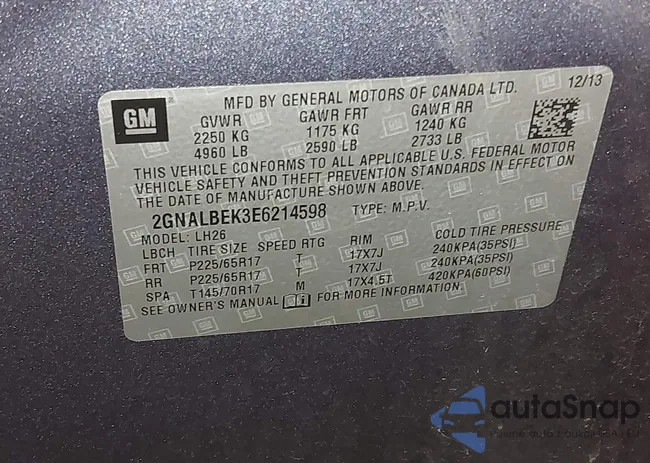 GM
MFD BY GENERAL MOTORS OF CANADA LTD. 12/13
GVWR GAWR FRT GAWR RR
2250 KG 1175 KG 1240 KG
4960 LB 2590 LB 2733 LB
THIS VEHICLE CONFORMS TO ALL APPLICABLE U.S. FEDERAL MOTOR
VEHICLE SAFETY AND THEFT PREVENTION STANDARDS IN EFFECT ON
THE DATE OF MANUFACTURE SHOWN ABOVE.
2GNALBEK3E6214598 TYPE: M.P.V.
MODEL: LH26
LBCH TIRE SIZE SPEED RTG RIM COLD TIRE PRESSURE
FRT P225/65R17 T 17X7J 240KPA(35PSI)
RR P225/65R17 T 17X7J 240KPA(35PSI)
SPA T145/70R17 M 17X4.5T 420KPA(60PSI)
SEE OWNER'S MANUAL FOR MORE INFORMATION.
autaSnap